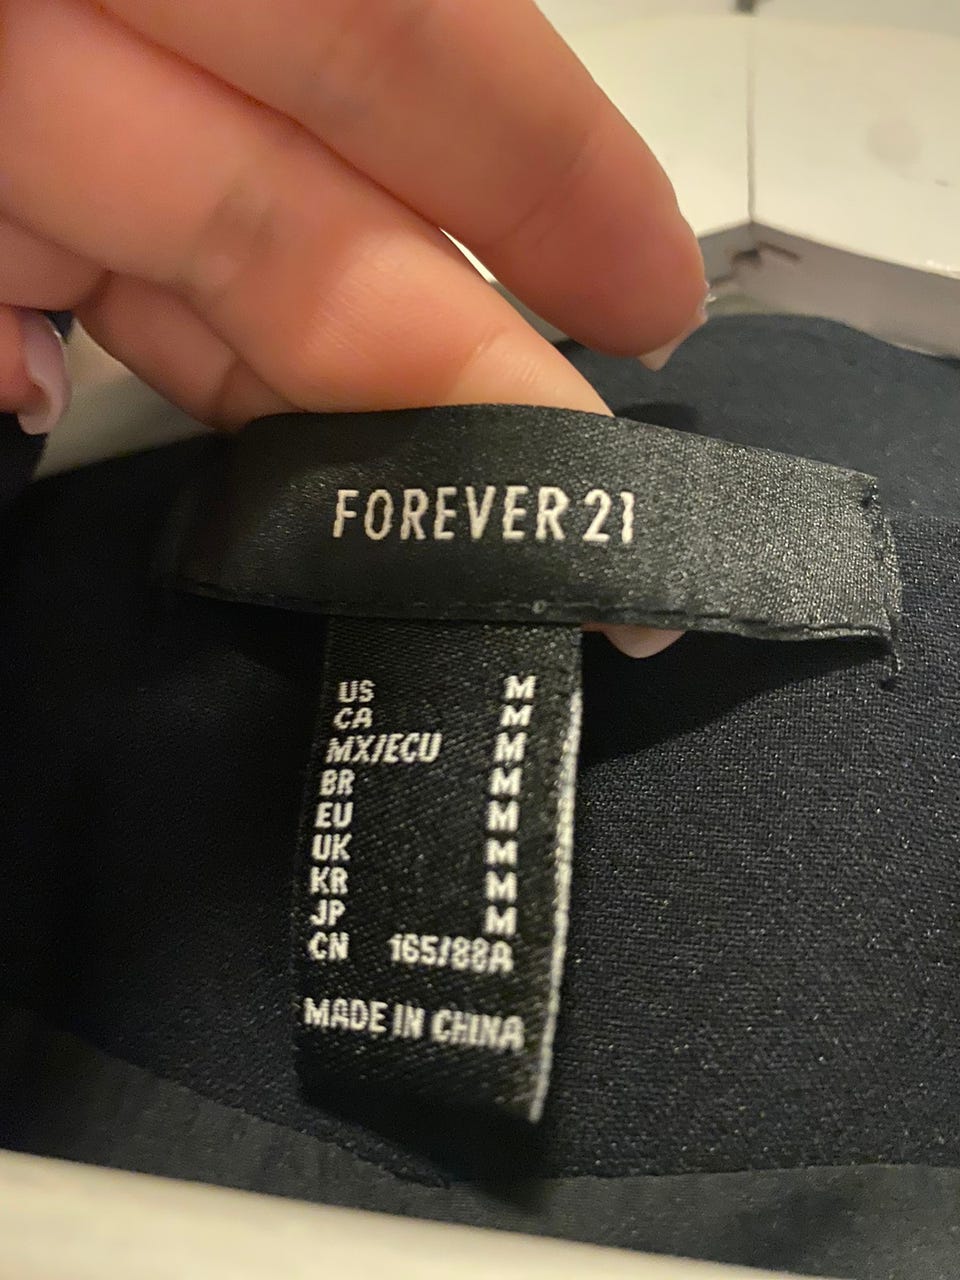 FOREVER 21
US M
CA M
MX/ECU M
BR M
EU M
UK M
KR M
JP M
CN 165/88A
MADE IN CHINA